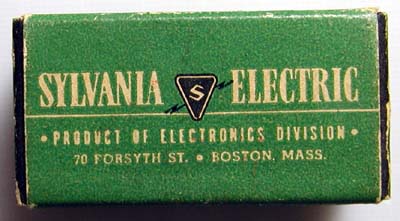 SYLVANIA S ELECTRIC
• PRODUCT OF ELECTRONICS DIVISION •
70 FORSYTH ST. • BOSTON, MASS.